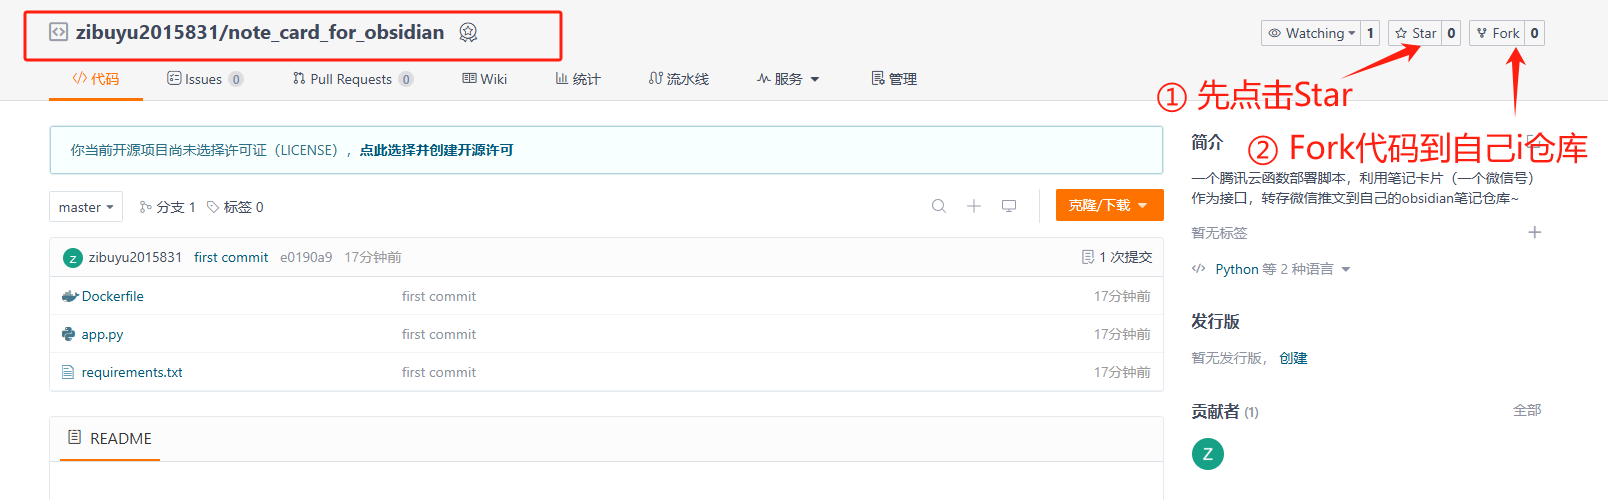 zibuyu2015831/note_card_for_obsidian
Watching 1 Star 0 Fork 0
代码 Issues 0 Pull Requests 0 Wiki 统计 流水线 服务 管理
① 先点击Star
② Fork代码到自己i仓库
你当前开源项目尚未选择许可证（LICENSE），点此选择并创建开源许可
简介
一个腾讯云函数部署脚本，利用笔记卡片（一个微信号）
作为接口，转存微信推文到自己的obsidian笔记仓库~
master 分支 1 标签 0 克隆/下载
暂无标签
z zibuyu2015831 first commit e0190a9 17分钟前 1 次提交
Python 等 2 种语言
Dockerfile first commit 17分钟前
app.py first commit 17分钟前
requirements.txt first commit 17分钟前
发行版
暂无发行版，创建
贡献者 (1) 全部
Z
README